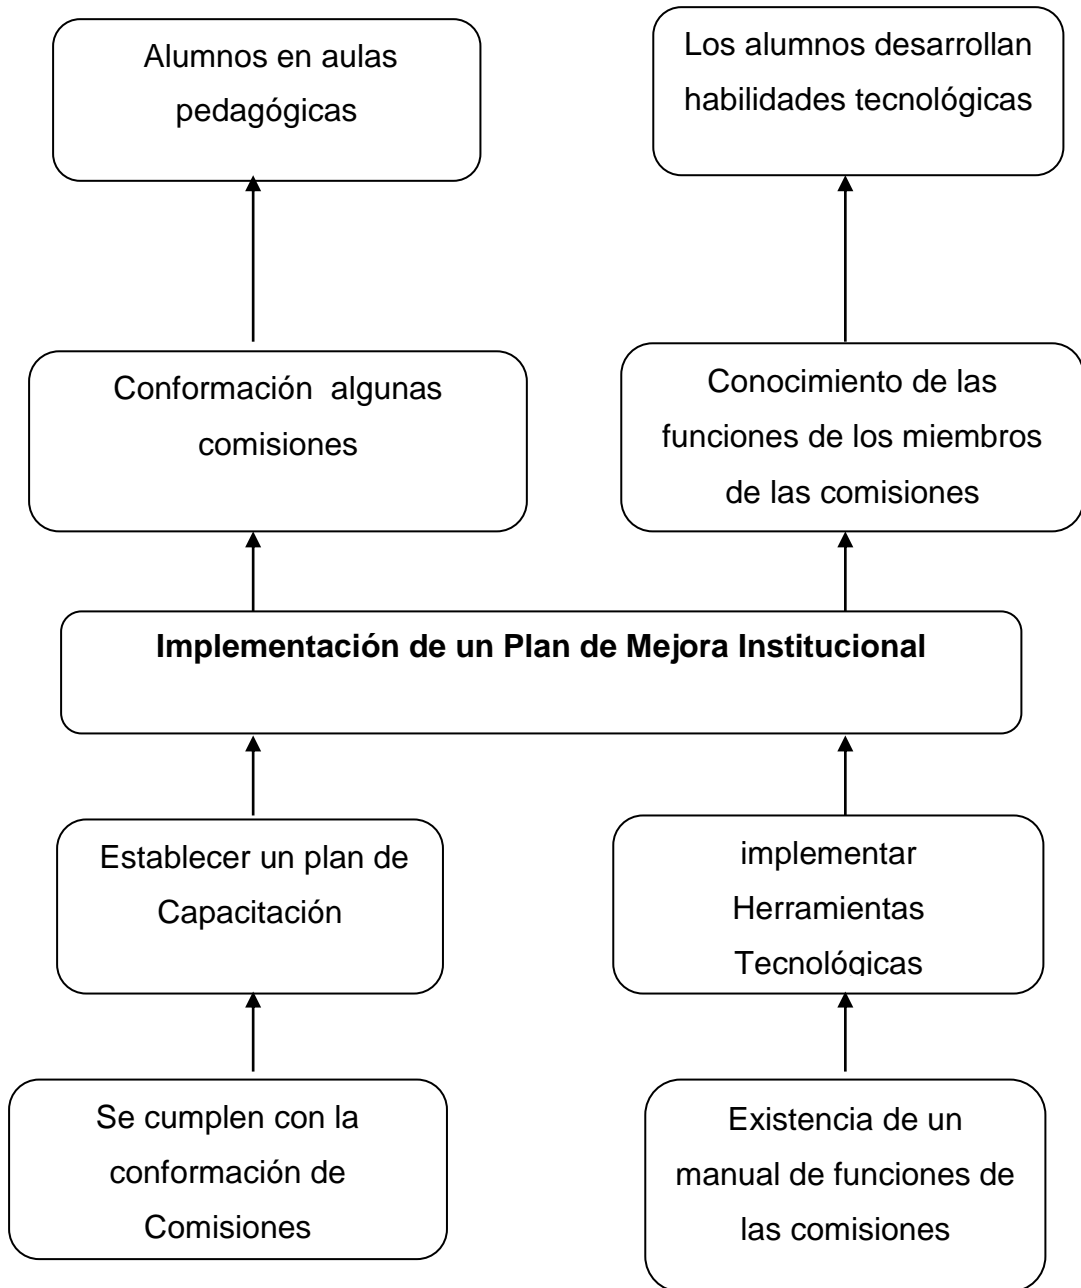 Alumnos en aulas
pedagógicas
Los alumnos desarrollan
habilidades tecnológicas
Conformación  algunas
comisiones
Conocimiento de las
funciones de los miembros
de las comisiones
Implementación de un Plan de Mejora Institucional
Establecer un plan de
Capacitación
implementar
Herramientas
Tecnológicas
Se cumplen con la
conformación de
Comisiones
Existencia de un
manual de funciones de
las comisiones